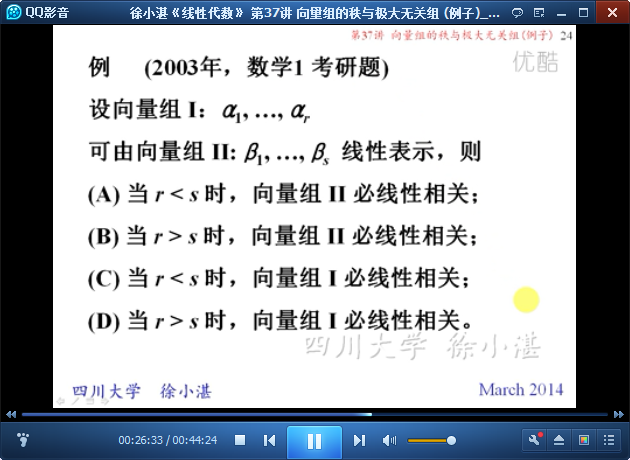 QQ影音
徐小湛《线性代数》 第37讲 向量组的秩与极大无关组 (例子)_...
第37讲 向量组的秩与极大无关组(例子) 24
优酷
例 (2003年，数学1 考研题)
设向量组 I：α₁, …, αᵣ
可由向量组 II: β₁, …, βₛ 线性表示，则
(A) 当 r < s 时，向量组 II 必线性相关；
(B) 当 r > s 时，向量组 II 必线性相关；
(C) 当 r < s 时，向量组 I 必线性相关；
(D) 当 r > s 时，向量组 I 必线性相关。
四川大学 徐小湛
四川大学 徐小湛
March 2014
00:26:33 / 00:44:24